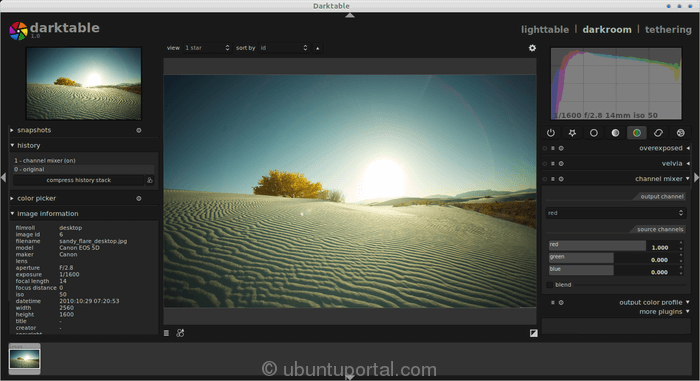 Darktable
darktable
1.0
lighttable | darkroom | tethering
view 1 star sort by id
snapshots
history
1 - channel mixer (on)
0 - original
compress history stack
color picker
image information
filmroll desktop
image id 6
filename sandy_flare_desktop.jpg
model Canon EOS 5D
maker Canon
lens
aperture F/2.8
exposure 1/1600
focal length 14
focus distance 0
iso 50
datetime 2010:10:29 07:20:53
width 2560
height 1600
title -
creator -
1/1600 f/2.8 14mm iso 50
overexposed
velvia
channel mixer
output channel
red
source channels
red 1.000
green 0.000
blue 0.000
blend
output color profile
more plugins
© ubuntuportal.com